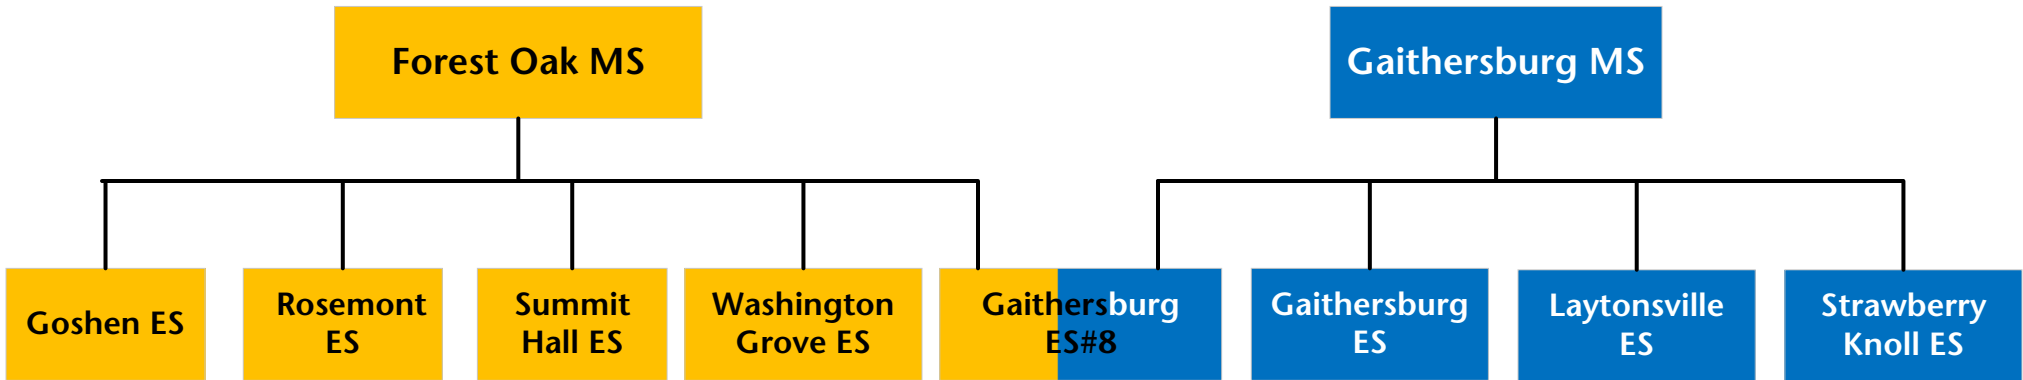 Forest Oak MS
Gaithersburg MS
Goshen ES
Rosemont
ES
Summit
Hall ES
Washington
Grove ES
Gaithersburg
ES#8
Gaithersburg
ES
Laytonsville
ES
Strawberry
Knoll ES